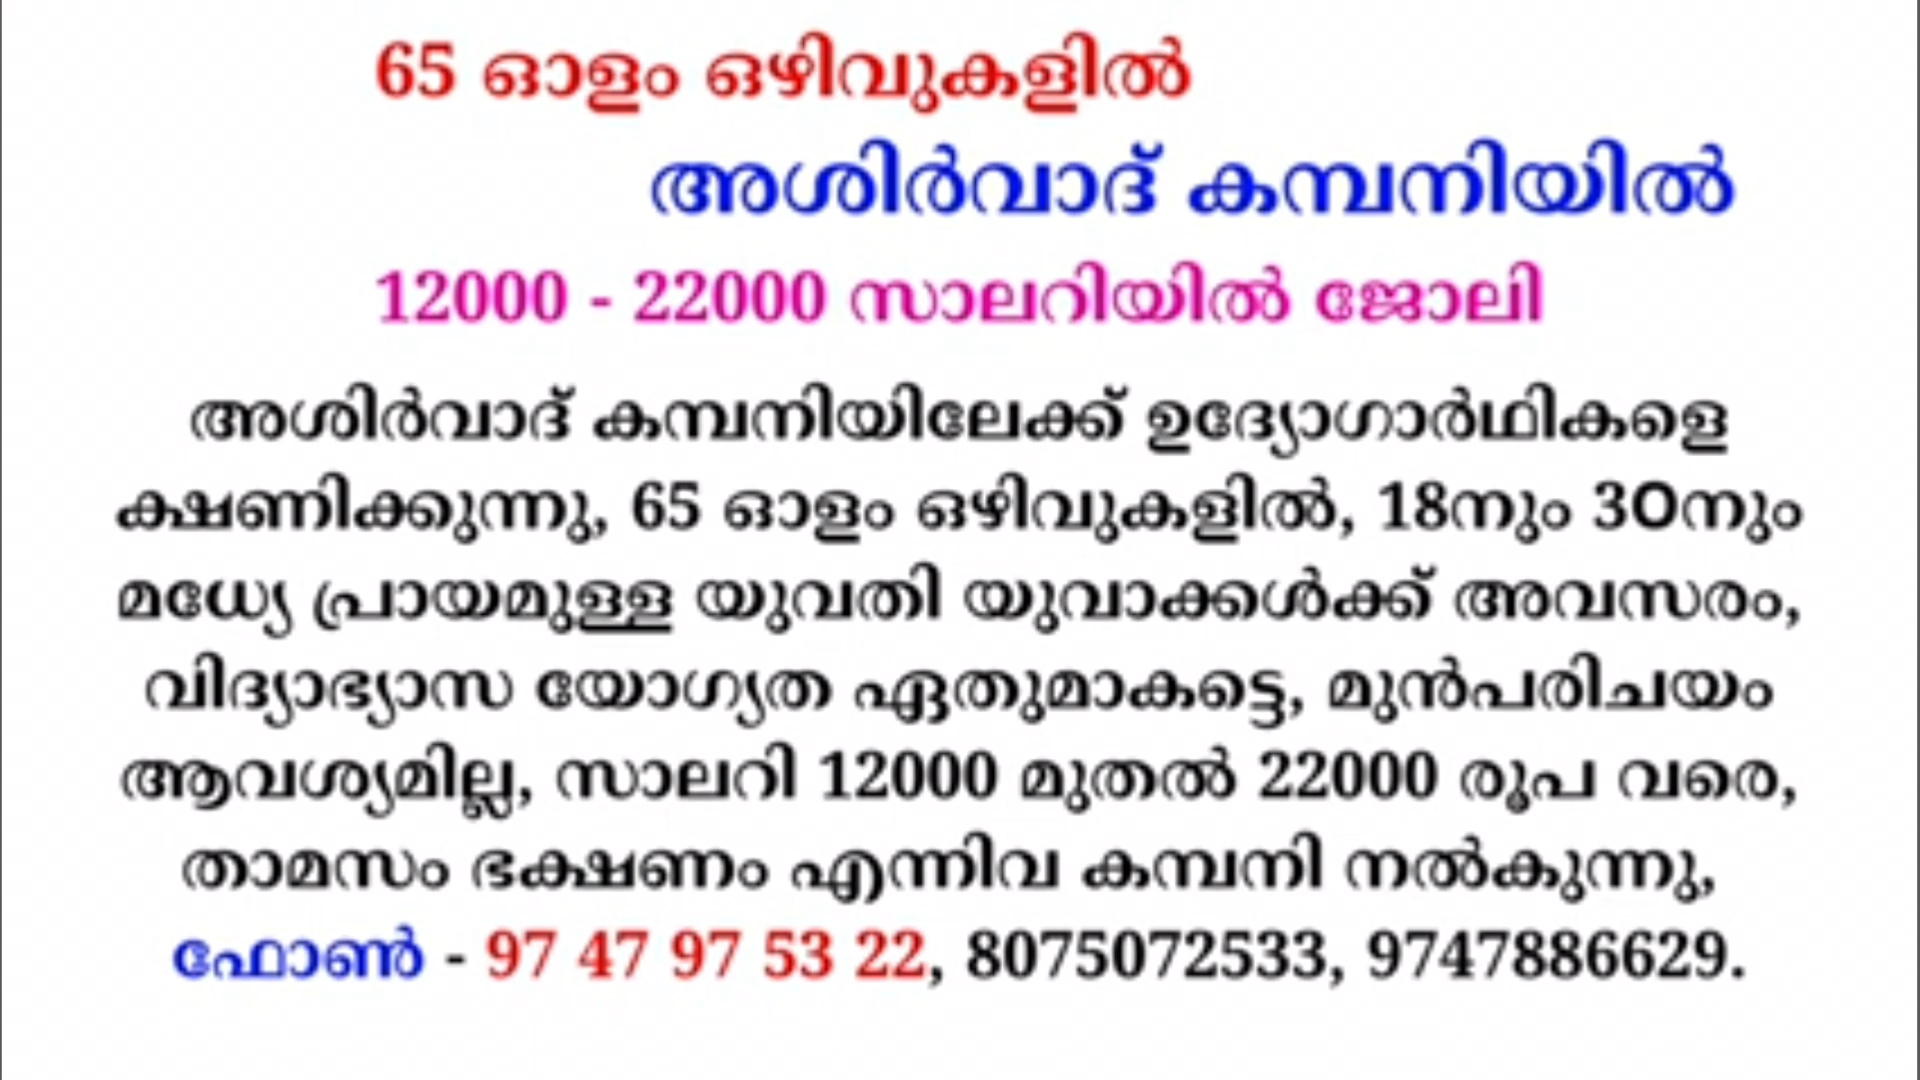 65 ഓളം ഒഴിവുകളിൽ
അശിർവാദ് കമ്പനിയിൽ
12000 - 22000 സാലറിയിൽ ജോലി
അശിർവാദ് കമ്പനിയിലേക്ക് ഉദ്യോഗാർഥികളെ
ക്ഷണിക്കുന്നു, 65 ഓളം ഒഴിവുകളിൽ, 18നും 30നും
മധ്യേ പ്രായമുള്ള യുവതി യുവാക്കൾക്ക് അവസരം,
വിദ്യാഭ്യാസ യോഗ്യത ഏതുമാകട്ടെ, മുൻപരിചയം
ആവശ്യമില്ല, സാലറി 12000 മുതൽ 22000 രൂപ വരെ,
താമസം ഭക്ഷണം എന്നിവ കമ്പനി നൽകുന്നു,
ഫോൺ - 97 47 97 53 22, 8075072533, 9747886629.